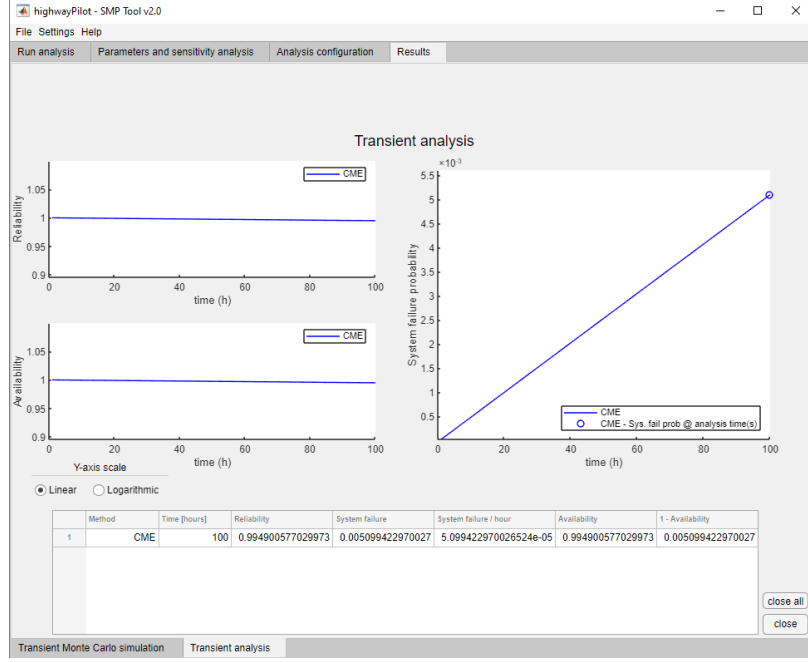 highwayPilot - SMP Tool v2.0
File Settings Help
Run analysis Parameters and sensitivity analysis Analysis configuration Results
Transient analysis
CME
1.05
1
0.95
0.9
Reliability
0 20 40 60 80 100
time (h)
CME
1.05
1
0.95
0.9
Availability
0 20 40 60 80 100
time (h)
×10⁻³
5.5
5
4.5
4
3.5
3
2.5
2
1.5
1
0.5
System failure probability
CME
CME - Sys. fail prob @ analysis time(s)
0 20 40 60 80 100
time (h)
Y-axis scale
Linear Logarithmic
Method Time [hours] Reliability System failure System failure / hour Availability 1 - Availability
1 CME 100 0.994900577029973 0.005099422970027 5.099422970026524e-05 0.994900577029973 0.005099422970027
close all
close
Transient Monte Carlo simulation Transient analysis